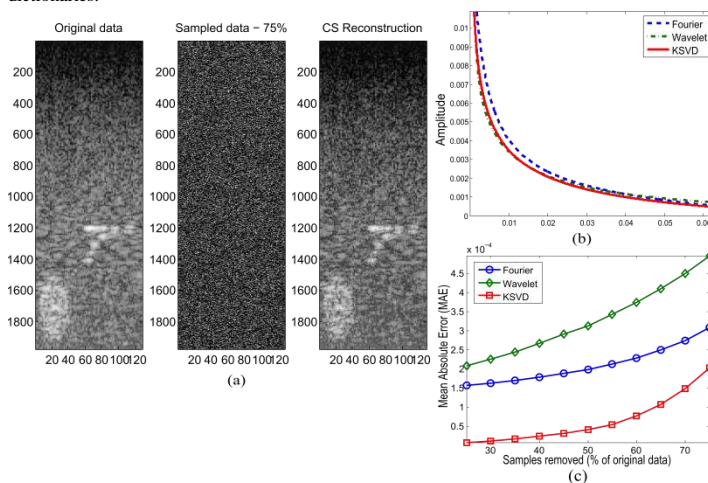 Original data
Sampled data − 75%
CS Reconstruction
200
400
600
800
1000
1200
1400
1600
1800
20 40 60 80 100 120
200
400
600
800
1000
1200
1400
1600
1800
20 40 60 80 100 120
200
400
600
800
1000
1200
1400
1600
1800
20 40 60 80 100 120
(a)
Fourier
Wavelet
KSVD
Amplitude
0.01
0.009
0.008
0.007
0.006
0.005
0.004
0.003
0.002
0.001
0
0.01 0.02 0.03 0.04 0.05
(b)
x 10⁻⁴
Fourier
Wavelet
KSVD
Mean Absolute Error (MAE)
4.5
4
3.5
3
2.5
2
1.5
1
0.5
30 40 50 60 70
Samples removed (% of original data)
(c)